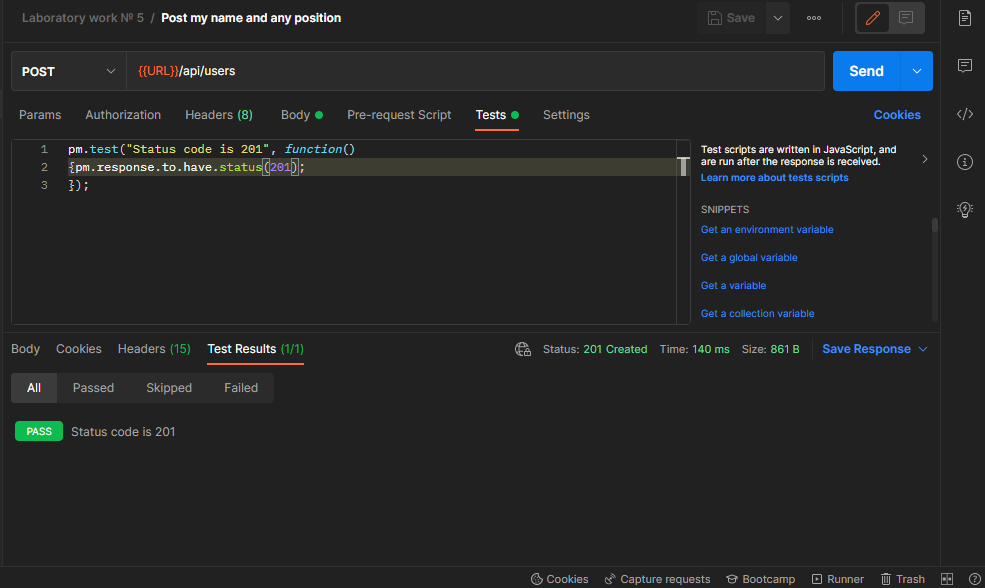 Laboratory work № 5 / Post my name and any position
Save
POST
{{URL}}/api/users
Send
Params Authorization Headers (8) Body Pre-request Script Tests Settings Cookies
1 pm.test("Status code is 201", function()
2 {pm.response.to.have.status(201);
3 });
Test scripts are written in JavaScript, and
are run after the response is received.
Learn more about tests scripts
SNIPPETS
Get an environment variable
Get a global variable
Get a variable
Get a collection variable
Body Cookies Headers (15) Test Results (1/1) Status: 201 Created Time: 140 ms Size: 861 B Save Response
All Passed Skipped Failed
PASS Status code is 201
Cookies Capture requests Bootcamp Runner Trash